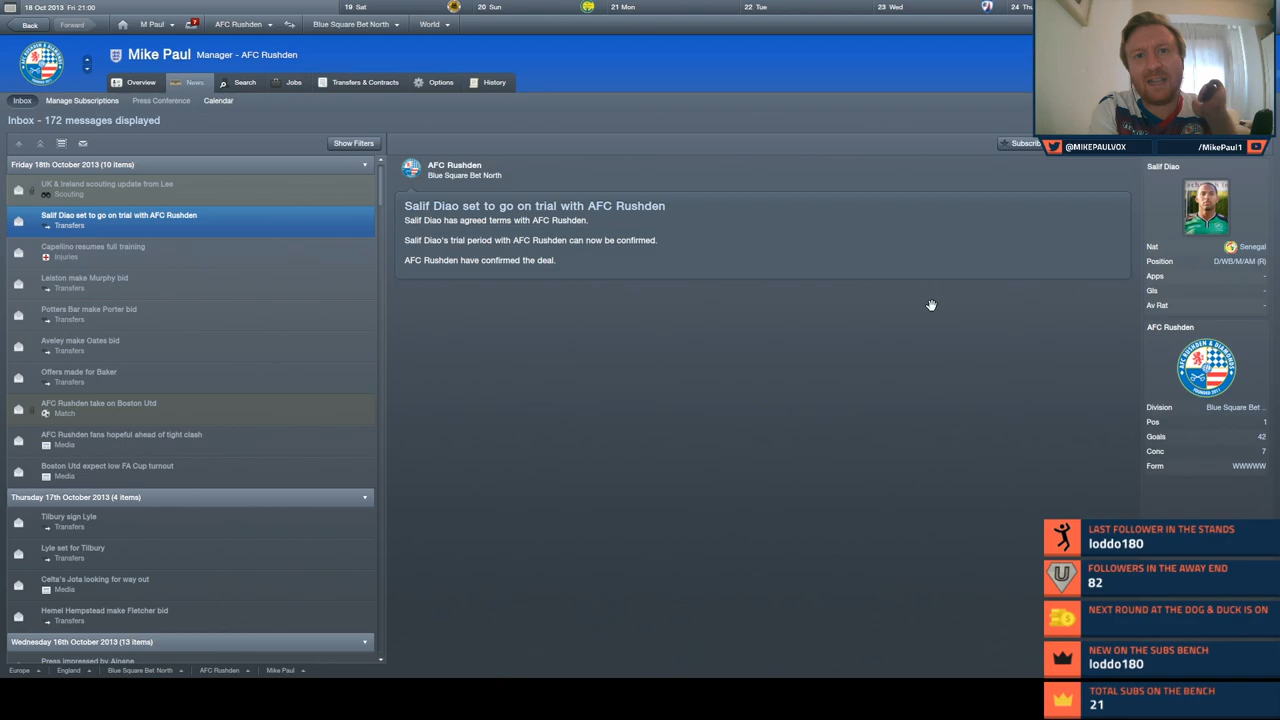 18 Oct 2013 Fri 21:00
19 Sat
20 Sun
21 Mon
22 Tue
23 Wed
24 Thu
Back
Forward
M Paul
7
AFC Rushden
Blue Square Bet North
World
Mike Paul Manager - AFC Rushden
Overview
News
Search
Jobs
Transfers & Contracts
Options
History
Inbox
Manage Subscriptions
Press Conference
Calendar
Inbox - 172 messages displayed
Show Filters
Friday 18th October 2013 (10 items)
UK & Ireland scouting update from Lee
Scouting
Salif Diao set to go on trial with AFC Rushden
Transfers
Capellino resumes full training
Injuries
Leiston make Murphy bid
Transfers
Potters Bar make Porter bid
Transfers
Aveley make Oates bid
Transfers
Offers made for Baker
Transfers
AFC Rushden take on Boston Utd
Match
AFC Rushden fans hopeful ahead of tight clash
Media
Boston Utd expect low FA Cup turnout
Media
Thursday 17th October 2013 (4 items)
Tilbury sign Lyle
Transfers
Lyle set for Tilbury
Transfers
Celta's Jota looking for way out
Media
Hemel Hempstead make Fletcher bid
Transfers
Wednesday 16th October 2013 (13 items)
Press impressed by Ainane
AFC Rushden
Blue Square Bet North
Salif Diao set to go on trial with AFC Rushden
Salif Diao has agreed terms with AFC Rushden.
Salif Diao's trial period with AFC Rushden can now be confirmed.
AFC Rushden have confirmed the deal.
@MIKEPAULVOX
/MikePaul1
Salif Diao
Nat Senegal
Position D/WB/M/AM (R)
Apps -
Gls -
Av Rat -
AFC Rushden
AFC RUSHDEN & DIAMONDS
Division Blue Square Bet ...
Pos 1
Goals 42
Conc 7
Form WWWWW
LAST FOLLOWER IN THE STANDS
loddo180
FOLLOWERS IN THE AWAY END
82
NEXT ROUND AT THE DOG & DUCK IS ON
NEW ON THE SUBS BENCH
loddo180
TOTAL SUBS ON THE BENCH
21
Europe
England
Blue Square Bet North
AFC Rushden
Mike Paul